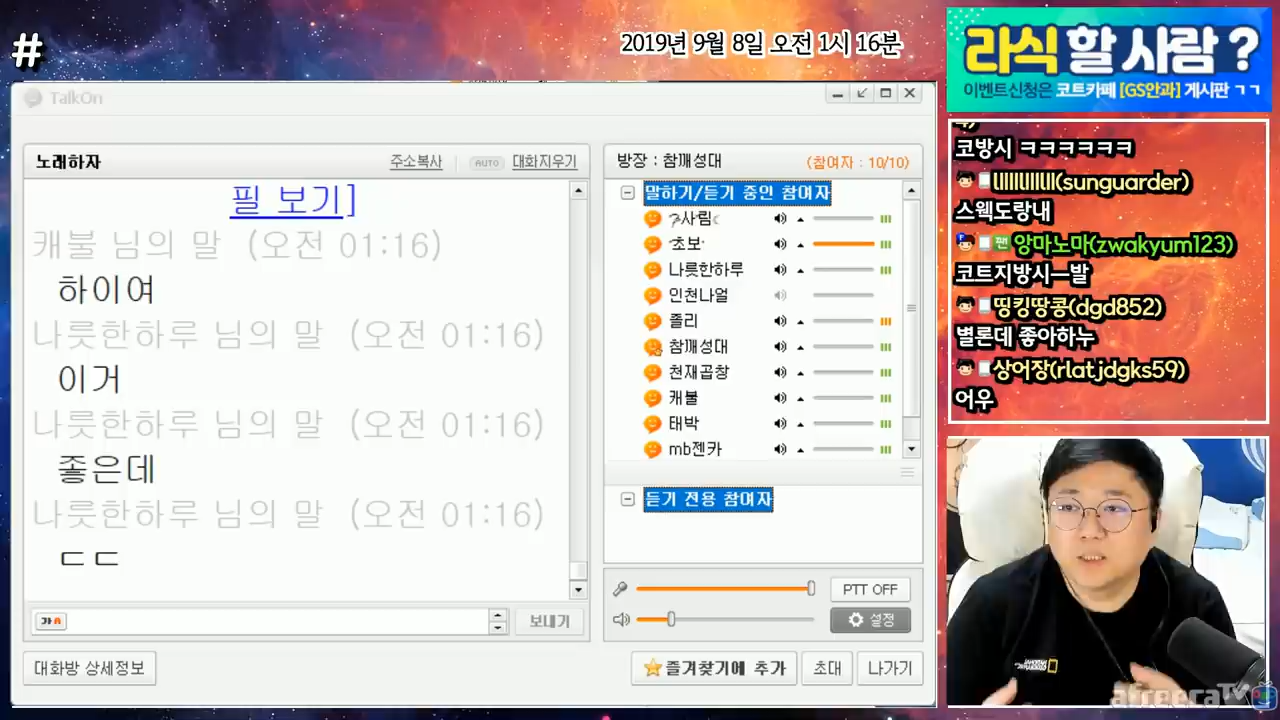 #
2019년 9월 8일 오전 1시 16분
라식 할 사람 ?
이벤트신청은 코트카페 [GS안과] 게시판 ㄱㄱ
TalkOn
노래하자
주소복사
AUTO
대화지우기
필 보기]
캐불 님의 말 (오전 01:16)
하이여
나릇한하루 님의 말 (오전 01:16)
이거
나릇한하루 님의 말 (오전 01:16)
좋은데
나릇한하루 님의 말 (오전 01:16)
ㄷㄷ
가A
보내기
대화방 상세정보
방장 : 참깨성대
(참여자 : 10/10)
말하기/듣기 중인 참여자
초보
나릇한하루
인천나얼
졸리
참깨성대
천재곱창
캐불
태박
mb젠카
듣기 전용 참여자
PTT OFF
설정
즐겨찾기에 추가
초대
나가기
코방시 ㅋㅋㅋㅋㅋㅋ
(sunguarder)
스웩도랑내
팬 앙마노마(zwakyum123)
코트지방시ㅡ발
띵킹땅콩(dgd852)
별론데 좋아하누
상어장(rlatjdgks59)
어우
afreecaTV